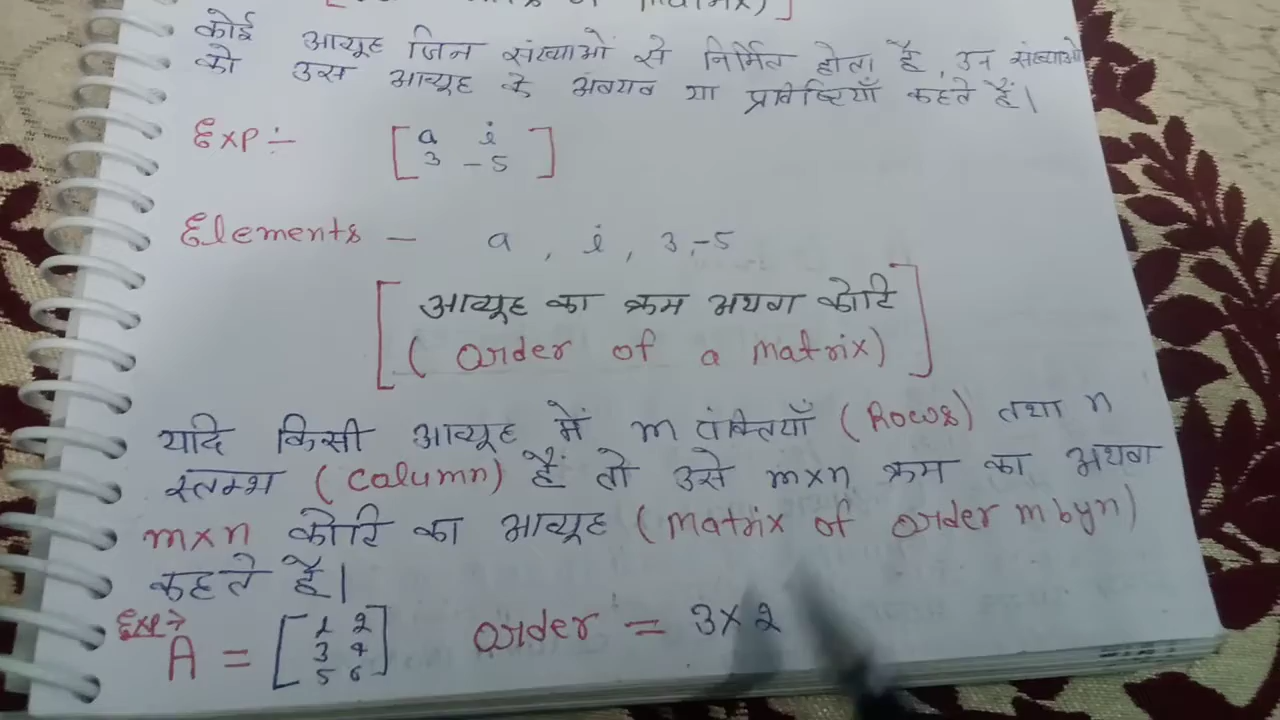 कोई आव्यूह जिन संख्याओं से निर्मित होता है, उन संख्याओं
को उस आव्यूह के अवयव या प्रविष्टियाँ कहते हैं।
Exp:- [ a i
3 -5 ]
Elements - a, i, 3, -5
[ आव्यूह का क्रम अथवा कोटि
( Order of a matrix) ]
यदि किसी आव्यूह में m पंक्तियाँ (Rows) तथा n
स्तम्भ (column) हैं तो उसे m×n क्रम का अथवा
m×n कोटि का आव्यूह (Matrix of order m by n)
कहते हैं।
Exp→
A = [ 1 2
3 4
5 6 ] Order = 3×2